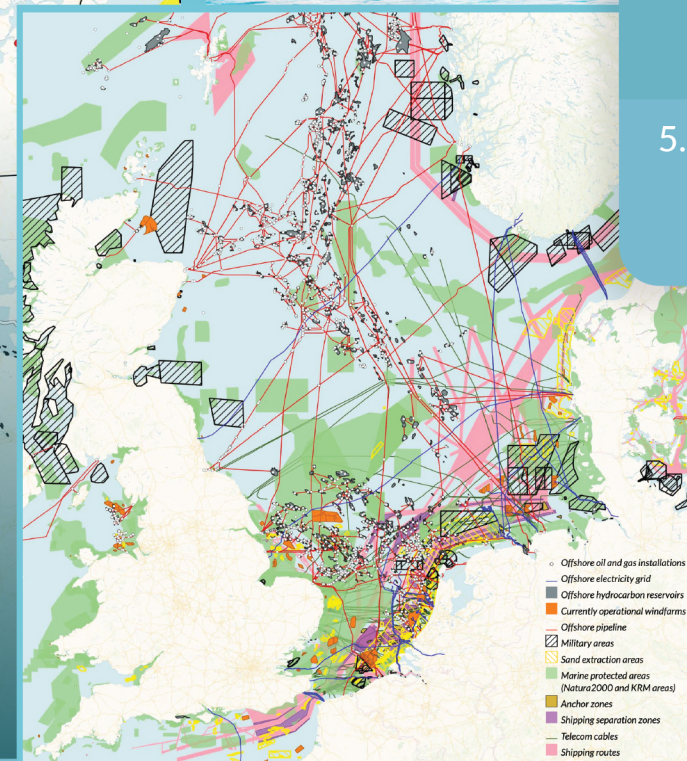 5.
Offshore oil and gas installations
Offshore electricity grid
Offshore hydrocarbon reservoirs
Currently operational windfarms
Offshore pipeline
Military areas
Sand extraction areas
Marine protected areas
(Natura2000 and KRM areas)
Anchor zones
Shipping separation zones
Telecom cables
Shipping routes